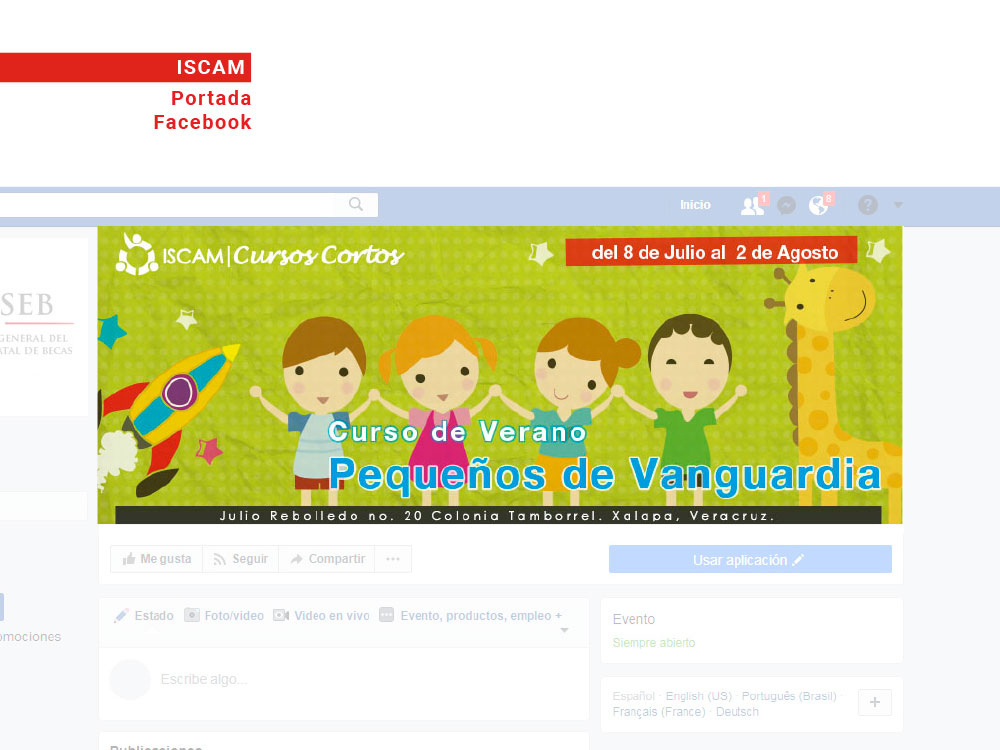 ISCAM
Portada
Facebook
Inicio
1
8
?
ISCAM|Cursos Cortos
del 8 de Julio al 2 de Agosto
SEB
GENERAL DEL
ATAL DE BECAS
Curso de Verano
Pequeños de Vanguardia
Julio Rebolledo no. 20 Colonia Tamborrel. Xalapa, Veracruz.
Me gusta
Seguir
Compartir
...
Usar aplicación
Estado
Foto/video
Video en vivo
Evento, productos, empleo +
omociones
Escribe algo...
Evento
Siempre abierto
Español · English (US) · Português (Brasil) ·
Français (France) · Deutsch
+
Publicaciones